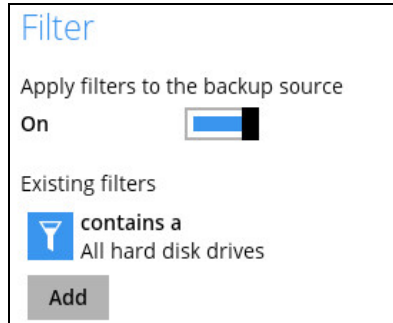 Filter
Apply filters to the backup source
On
Existing filters
contains a
All hard disk drives
Add